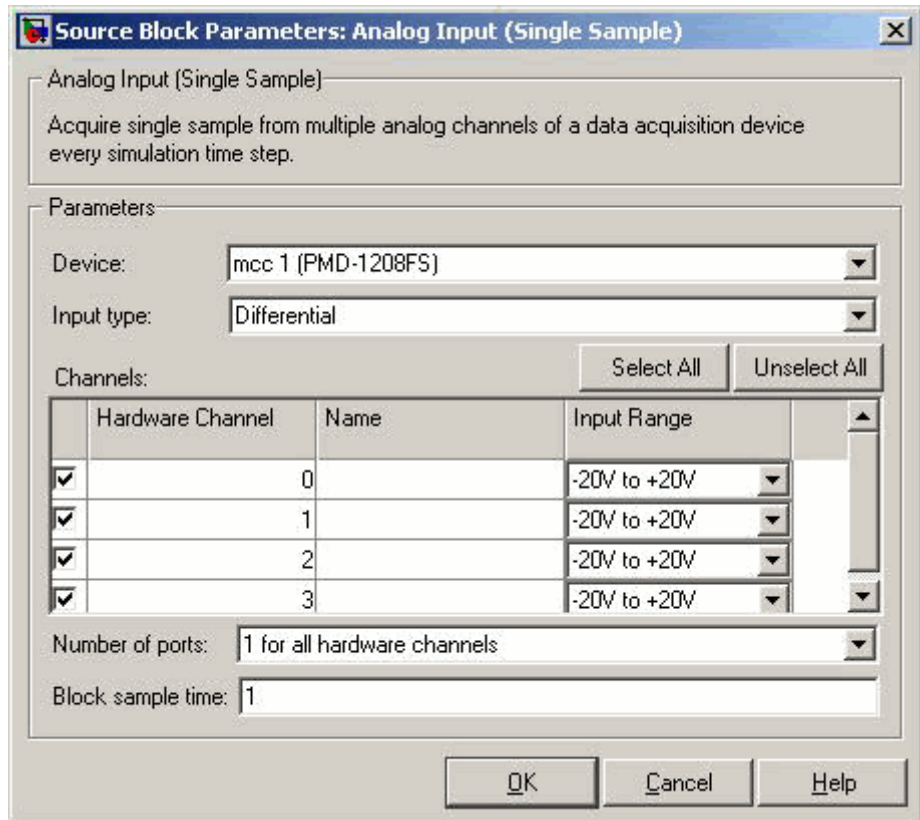 Source Block Parameters: Analog Input (Single Sample)
Analog Input (Single Sample)
Acquire single sample from multiple analog channels of a data acquisition device
every simulation time step.
Parameters
Device: mcc 1 (PMD-1208FS)
Input type: Differential
Select All Unselect All
Channels:
Hardware Channel Name Input Range
0 -20V to +20V
1 -20V to +20V
2 -20V to +20V
3 -20V to +20V
Number of ports: 1 for all hardware channels
Block sample time: 1
OK Cancel Help